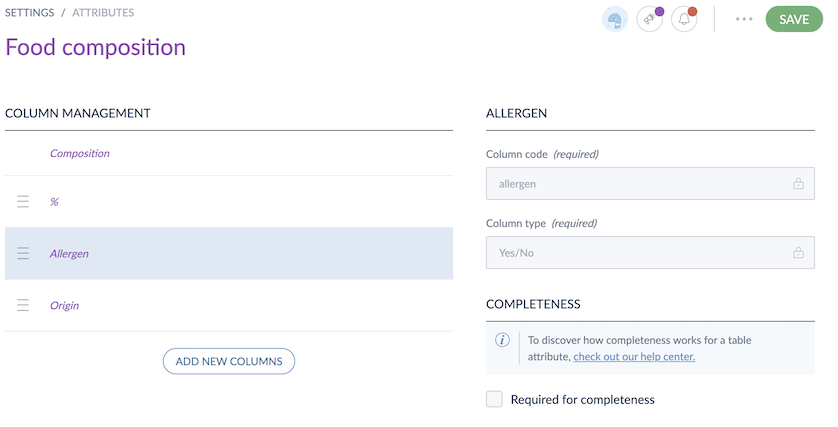 SETTINGS / ATTRIBUTES
SAVE
Food composition
COLUMN MANAGEMENT
Composition
%
Allergen
Origin
ADD NEW COLUMNS
ALLERGEN
Column code (required)
allergen
Column type (required)
Yes/No
COMPLETENESS
To discover how completeness works for a table
attribute, check out our help center.
Required for completeness